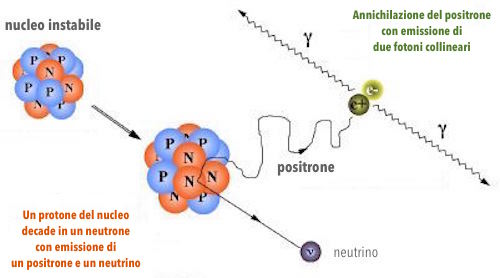 nucleo instabile
P
P
N
P
N
P
N
P
P
N
P
Annichilazione del positrone
con emissione di
due fotoni collineari
γ
e-
e+
γ
positrone
P
N
N
P
N
N
P
N
ν
neutrino
Un protone del nucleo
decade in un neutrone
con emissione di
un positrone e un neutrino